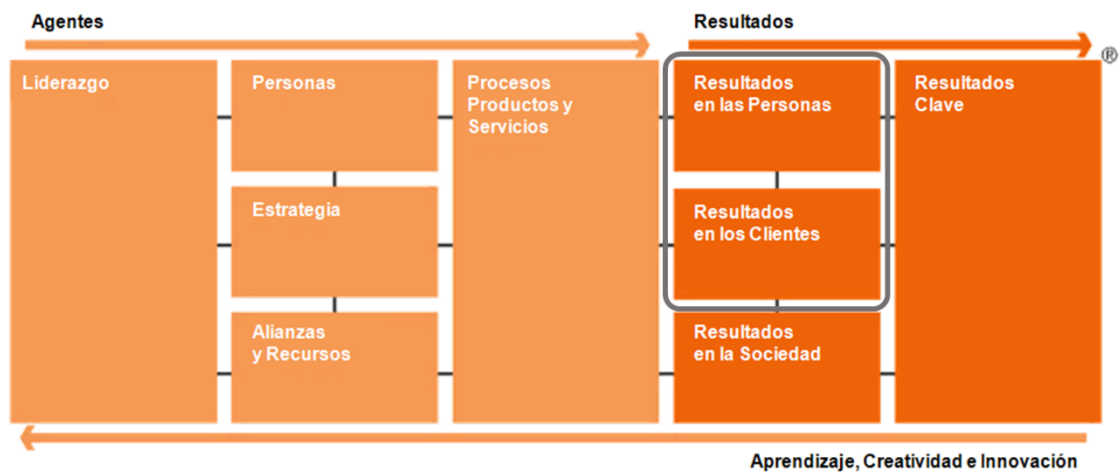 Agentes
Resultados
®
Liderazgo
Personas
Procesos
Productos y
Servicios
Resultados
en las Personas
Resultados
Clave
Estrategia
Resultados
en los Clientes
Alianzas
y Recursos
Resultados
en la Sociedad
Aprendizaje, Creatividad e Innovación